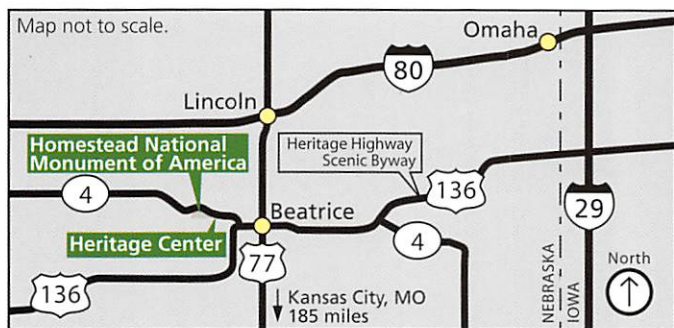 Map not to scale.
Omaha
80
Lincoln
Homestead National
Monument of America
Heritage Highway
Scenic Byway
4
136
Beatrice
29
Heritage Center
4
77
North
136
Kansas City, MO
185 miles
NEBRASKA
IOWA